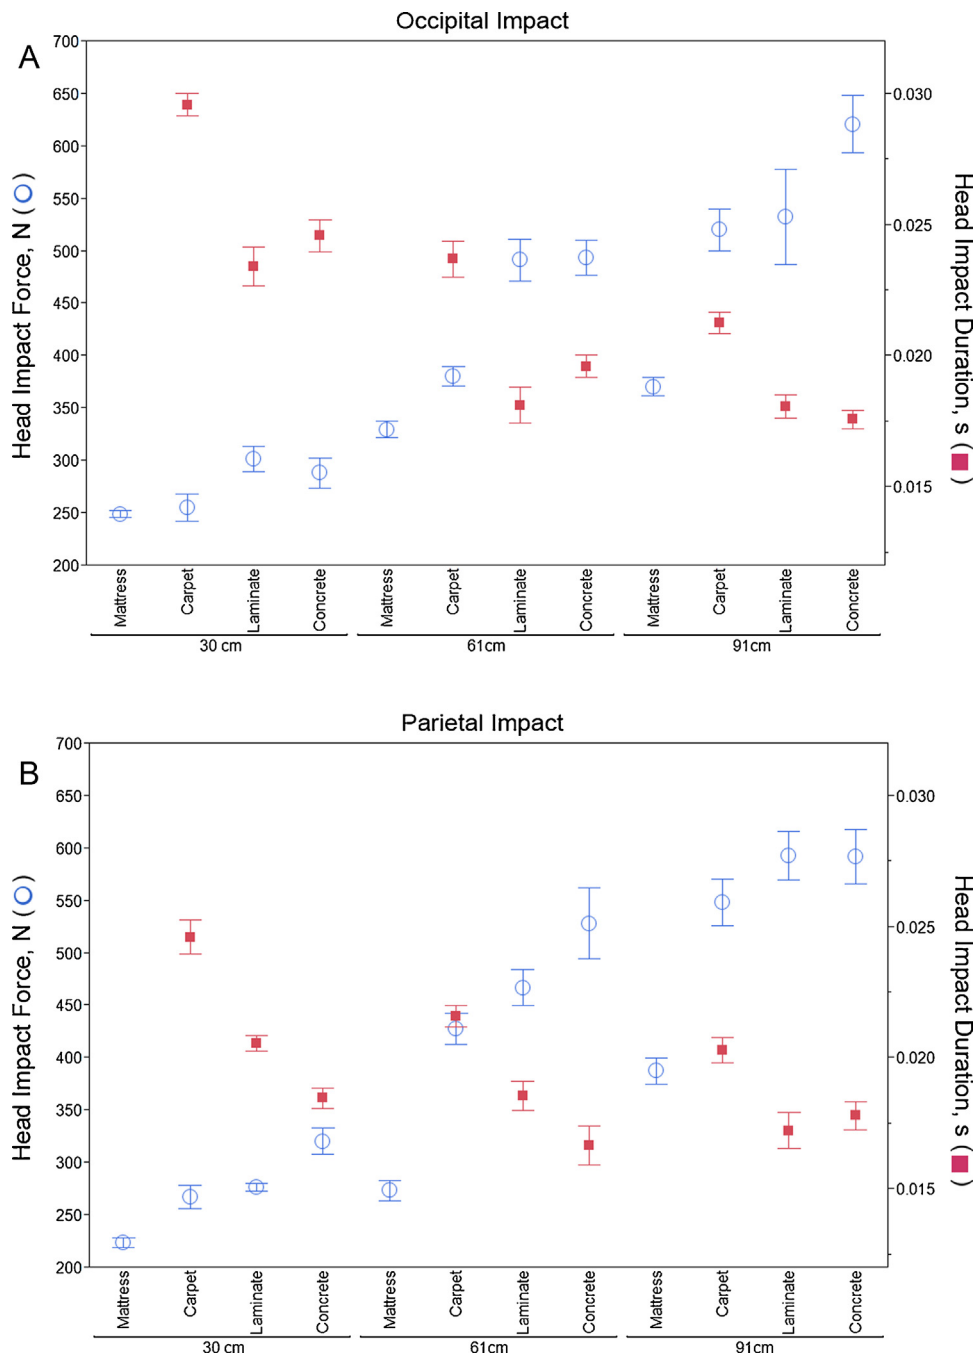 Occipital Impact
A
700
650
600
550
500
450
400
350
300
250
200
Head Impact Force, N ( )
0.030
0.025
0.020
0.015
Head Impact Duration, s ( )
Mattress
Carpet
Laminate
Concrete
Mattress
Carpet
Laminate
Concrete
Mattress
Carpet
Laminate
Concrete
30 cm
61cm
91cm
Parietal Impact
B
700
650
600
550
500
450
400
350
300
250
200
Head Impact Force, N ( )
0.030
0.025
0.020
0.015
Head Impact Duration, s ( )
Mattress
Carpet
Laminate
Concrete
Mattress
Carpet
Laminate
Concrete
Mattress
Carpet
Laminate
Concrete
30 cm
61cm
91cm